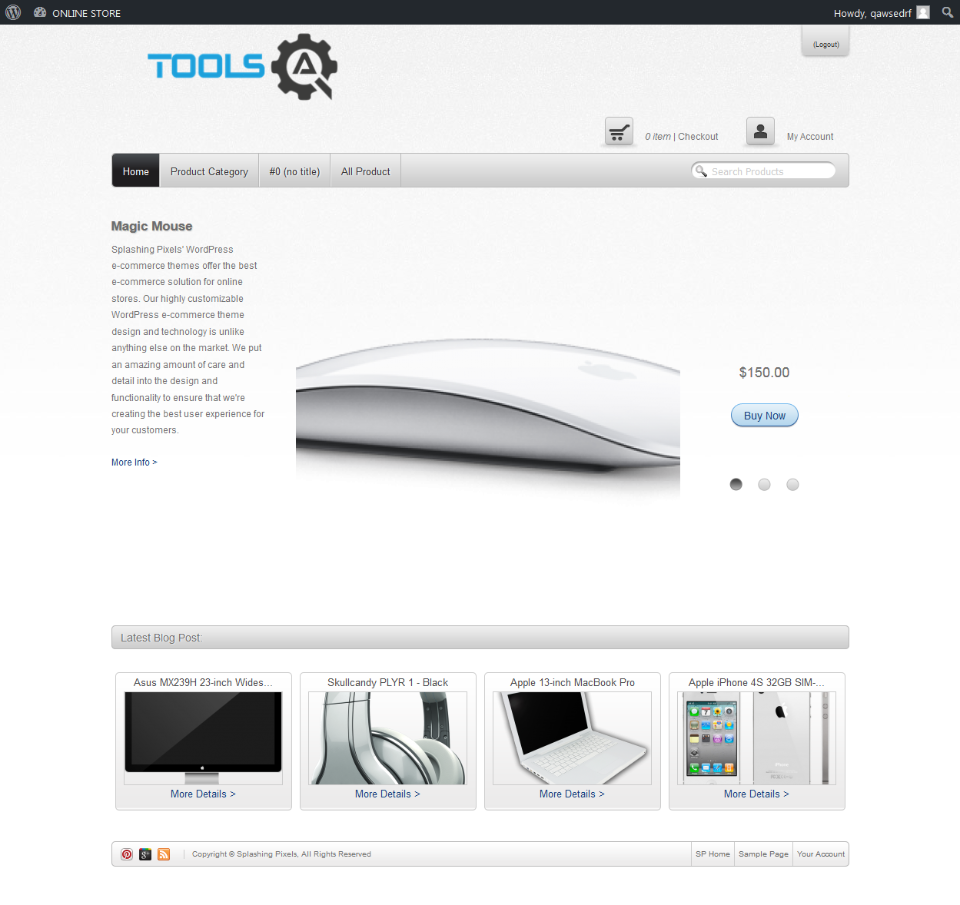 ONLINE STORE
Howdy, qawsedrf
(Logout)
TOOLS QA
0 item | Checkout
My Account
Home
Product Category
#0 (no title)
All Product
Search Products
Magic Mouse
Splashing Pixels' WordPress
e-commerce themes offer the best
e-commerce solution for online
stores. Our highly customizable
WordPress e-commerce theme
design and technology is unlike
anything else on the market. We put
an amazing amount of care and
detail into the design and
functionality to ensure that we're
creating the best user experience for
your customers.
More Info >
$150.00
Buy Now
Latest Blog Post
Asus MX239H 23-inch Wides...
Skullcandy PLYR 1 - Black
Apple 13-inch MacBook Pro
Apple iPhone 4S 32GB SIM-...
More Details >
More Details >
More Details >
More Details >
Copyright © Splashing Pixels, All Rights Reserved
SP Home
Sample Page
Your Account